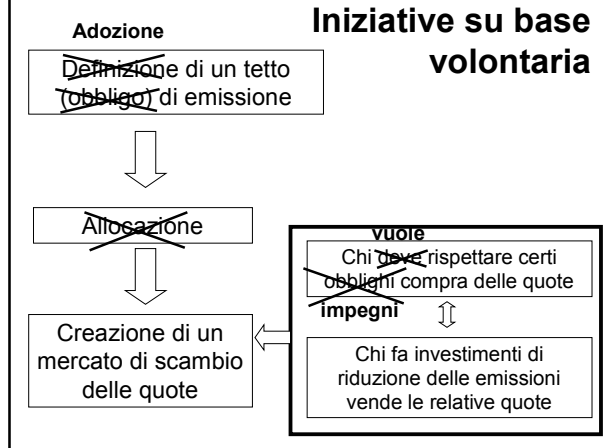 Iniziative su base
volontaria
Adozione
Definizione di un tetto
(obbligo) di emissione
Allocazione
vuole
Chi deve rispettare certi
obblighi compra delle quote
impegni
Creazione di un
mercato di scambio
delle quote
Chi fa investimenti di
riduzione delle emissioni
vende le relative quote